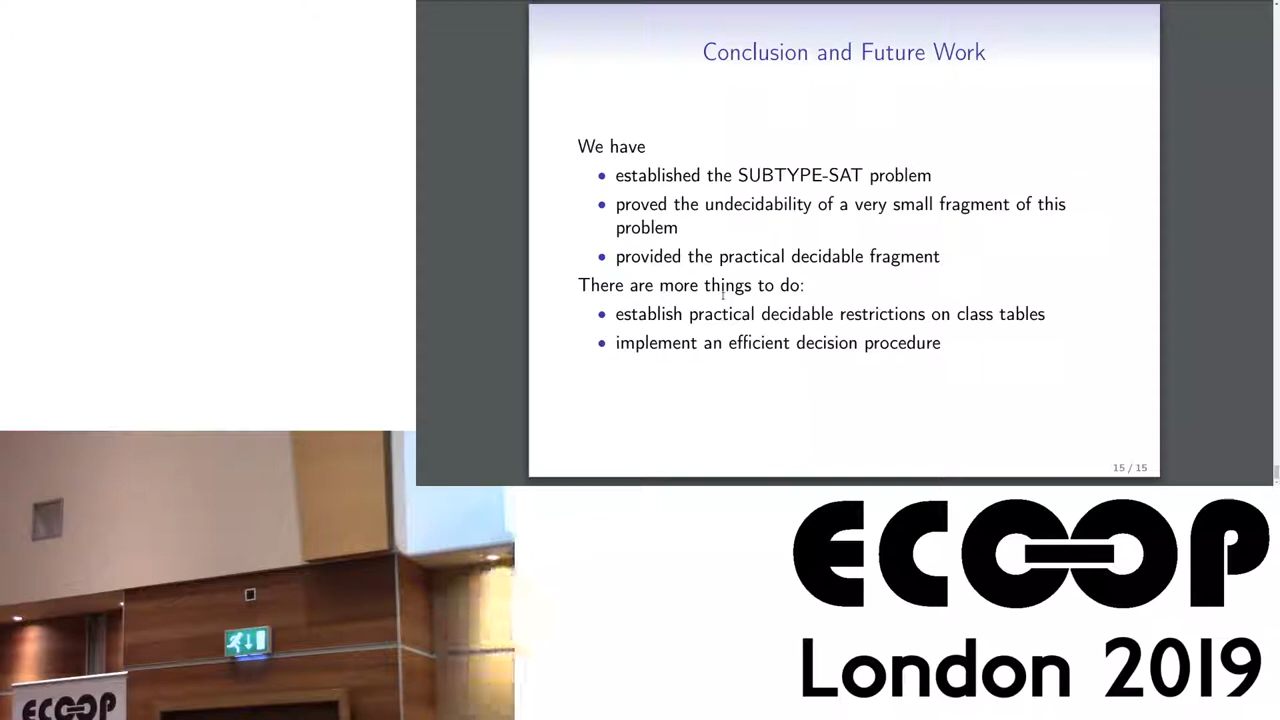 Conclusion and Future Work
We have
• established the SUBTYPE-SAT problem
• proved the undecidability of a very small fragment of this
problem
• provided the practical decidable fragment
There are more things to do:
• establish practical decidable restrictions on class tables
• implement an efficient decision procedure
15 / 15
ECOOP
London 2019
ECOOP